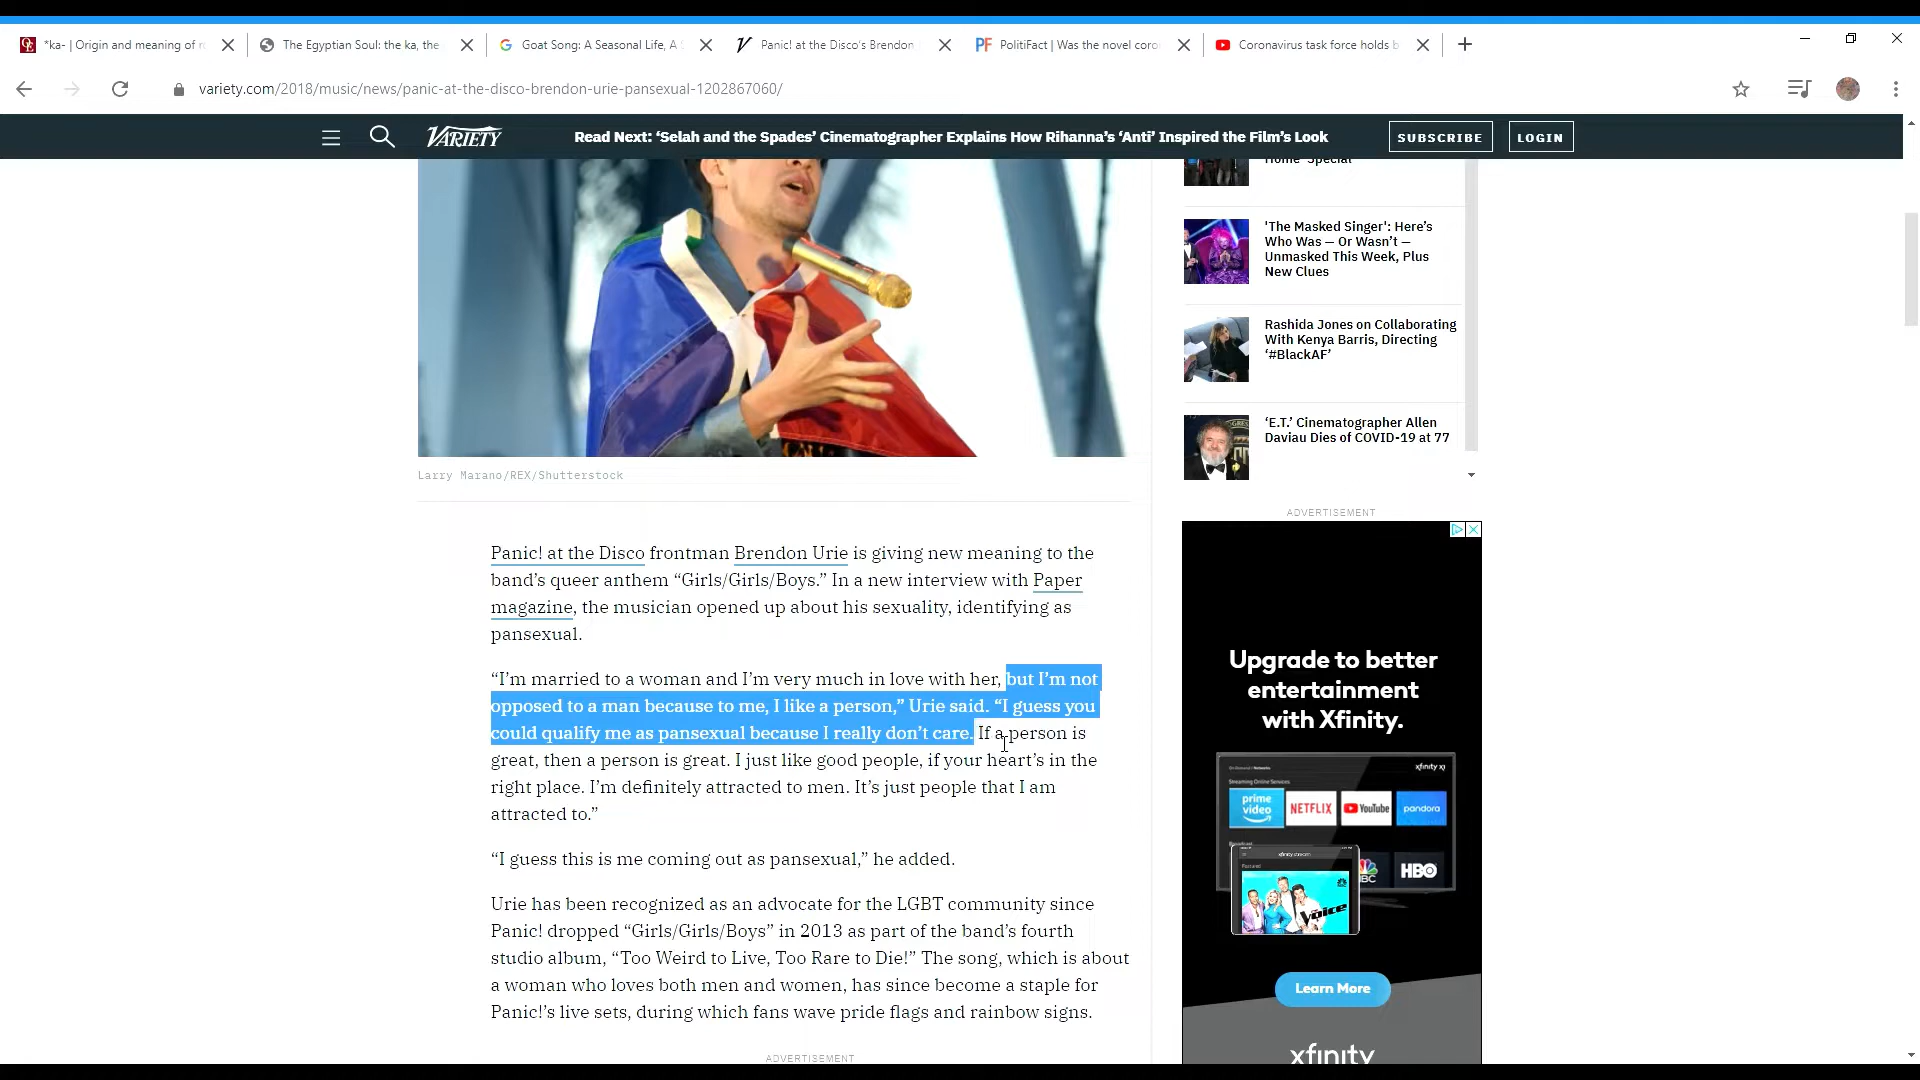 *ka- | Origin and meaning of r
The Egyptian Soul: the ka, the
Goat Song: A Seasonal Life, A
Panic! at the Disco's Brendon
PolitiFact | Was the novel coro
Coronavirus task force holds b
variety.com/2018/music/news/panic-at-the-disco-brendon-urie-pansexual-1202867060/
VARIETY
Read Next: ‘Selah and the Spades’ Cinematographer Explains How Rihanna’s ‘Anti’ Inspired the Film’s Look
SUBSCRIBE
LOGIN
Home’ Special
'The Masked Singer': Here’s
Who Was — Or Wasn’t —
Unmasked This Week, Plus
New Clues
Rashida Jones on Collaborating
With Kenya Barris, Directing
‘#BlackAF’
‘E.T.’ Cinematographer Allen
Daviau Dies of COVID-19 at 77
Larry Marano/REX/Shutterstock
Panic! at the Disco frontman Brendon Urie is giving new meaning to the
band’s queer anthem “Girls/Girls/Boys.” In a new interview with Paper
magazine, the musician opened up about his sexuality, identifying as
pansexual.
“I’m married to a woman and I’m very much in love with her, but I’m not
opposed to a man because to me, I like a person,” Urie said. “I guess you
could qualify me as pansexual because I really don’t care. If a person is
great, then a person is great. I just like good people, if your heart’s in the
right place. I’m definitely attracted to men. It’s just people that I am
attracted to.”
“I guess this is me coming out as pansexual,” he added.
Urie has been recognized as an advocate for the LGBT community since
Panic! dropped “Girls/Girls/Boys” in 2013 as part of the band’s fourth
studio album, “Too Weird to Live, Too Rare to Die!” The song, which is about
a woman who loves both men and women, has since become a staple for
Panic!’s live sets, during which fans wave pride flags and rainbow signs.
ADVERTISEMENT
ADVERTISEMENT
Upgrade to better
entertainment
with Xfinity.
xfinity x1
prime video
NETFLIX
YouTube
pandora
xfinity stream
NBC
HBO
the Voice
Learn More
xfinity